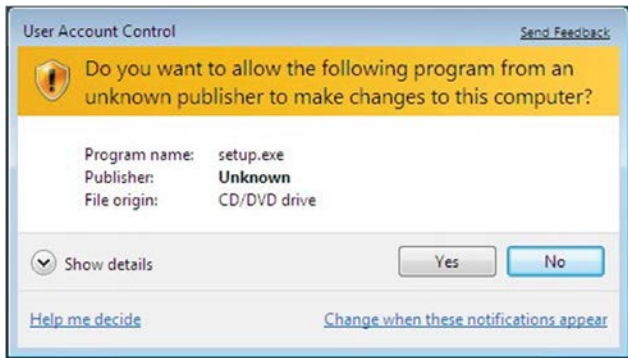 User Account Control
Send Feedback
Do you want to allow the following program from an
unknown publisher to make changes to this computer?
Program name: setup.exe
Publisher: Unknown
File origin: CD/DVD drive
Show details
Yes
No
Help me decide
Change when these notifications appear